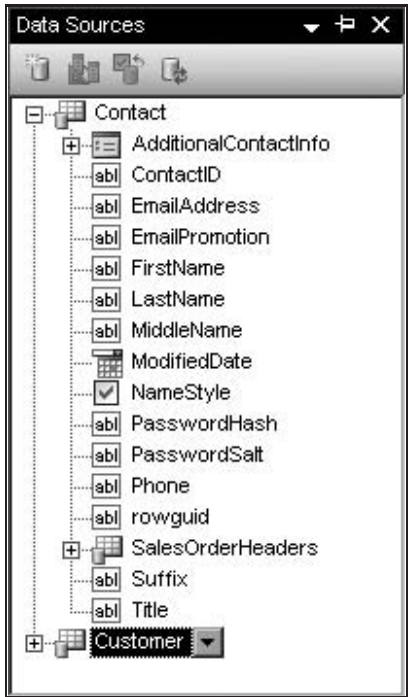 Data Sources
Contact
AdditionalContactInfo
abl ContactID
abl EmailAddress
abl EmailPromotion
abl FirstName
abl LastName
abl MiddleName
ModifiedDate
NameStyle
abl PasswordHash
abl PasswordSalt
abl Phone
abl rowguid
SalesOrderHeaders
abl Suffix
abl Title
Customer